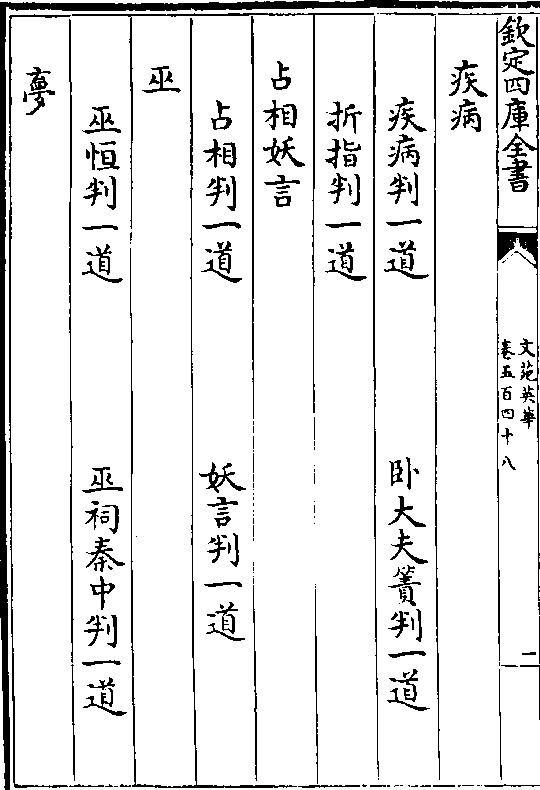 欽定四庫全書
文苑英華
卷五百四十八
二
疾病
疾病判一道
卧大夫簀判一道
折指判一道
占相妖言
占相判一道
妖言判一道
巫
巫恒判一道
巫祠秦中判一道
夢